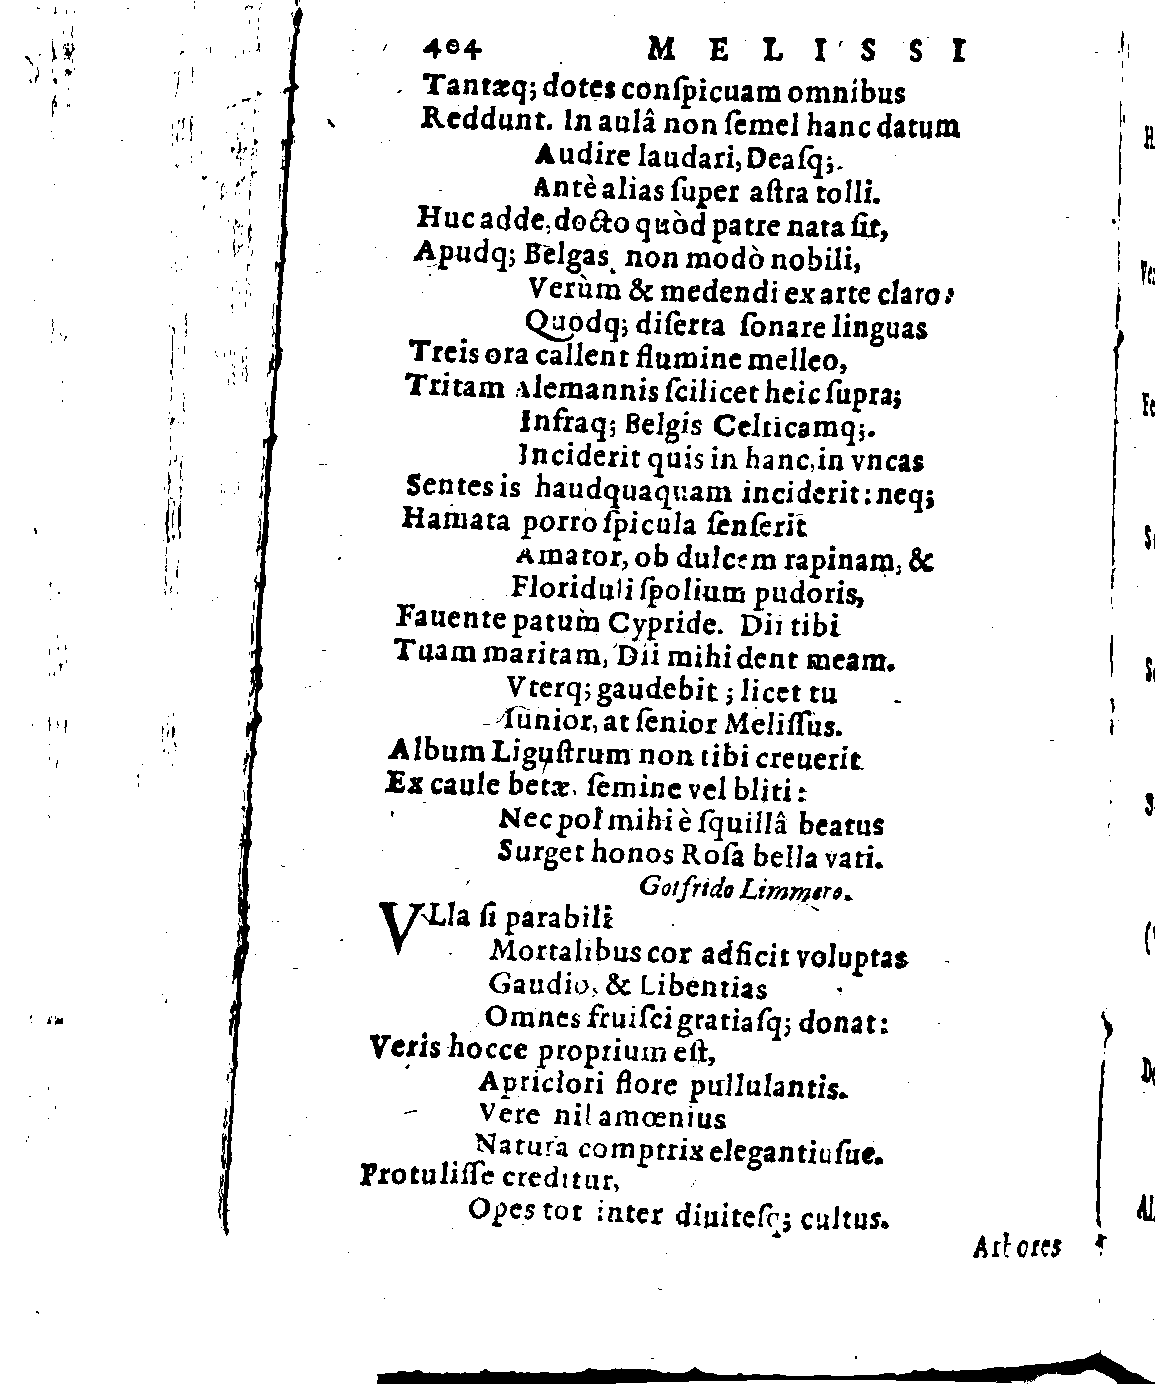 404 MELISSI
Tantæq; dotes conſpicuam omnibus
Reddunt. In aulâ non ſemel hanc datum
Audire laudari, Deaſq;.
Antè alias ſuper aſtra tolli.
Huc adde, docto quòd patre nata ſit,
Apudq; Belgas, non modò nobili,
Verùm & medendi ex arte claro:
Quodq; diſerta ſonare linguas
Treis ora callent flumine melleo,
Tritam Alemannis ſcilicet heic ſupra;
Infraq; Belgis Celticamq;.
Inciderit quis in hanc, in vncas
Sentes is haudquaquam inciderit: neq;
Hamata porro ſpicula ſenſerit
Amator, ob dulcem rapinam, &
Floriduli ſpolium pudoris,
Fauente patum Cypride. Dii tibi
Tuam maritam, Dii mihi dent meam.
Vterq; gaudebit; licet tu
Iunior, at ſenior Meliſſus.
Album Liguſtrum non tibi creuerit
Ex caule betæ, ſemine vel bliti:
Nec pol mihi è ſquillâ beatus
Surget honos Roſa bella vati.
Gotfrido Limmero.
VLla ſi parabili
Mortalibus cor adficit voluptas
Gaudio, & Libentias
Omnes fruiſci gratiaſq; donat:
Veris hocce proprium eſt,
Apriclori flore pullulantis.
Vere nil amœnius
Natura comptrix elegantiuſue.
Protuliſſe creditur,
Opes tot inter diuiteſq; cultus.
Arbores